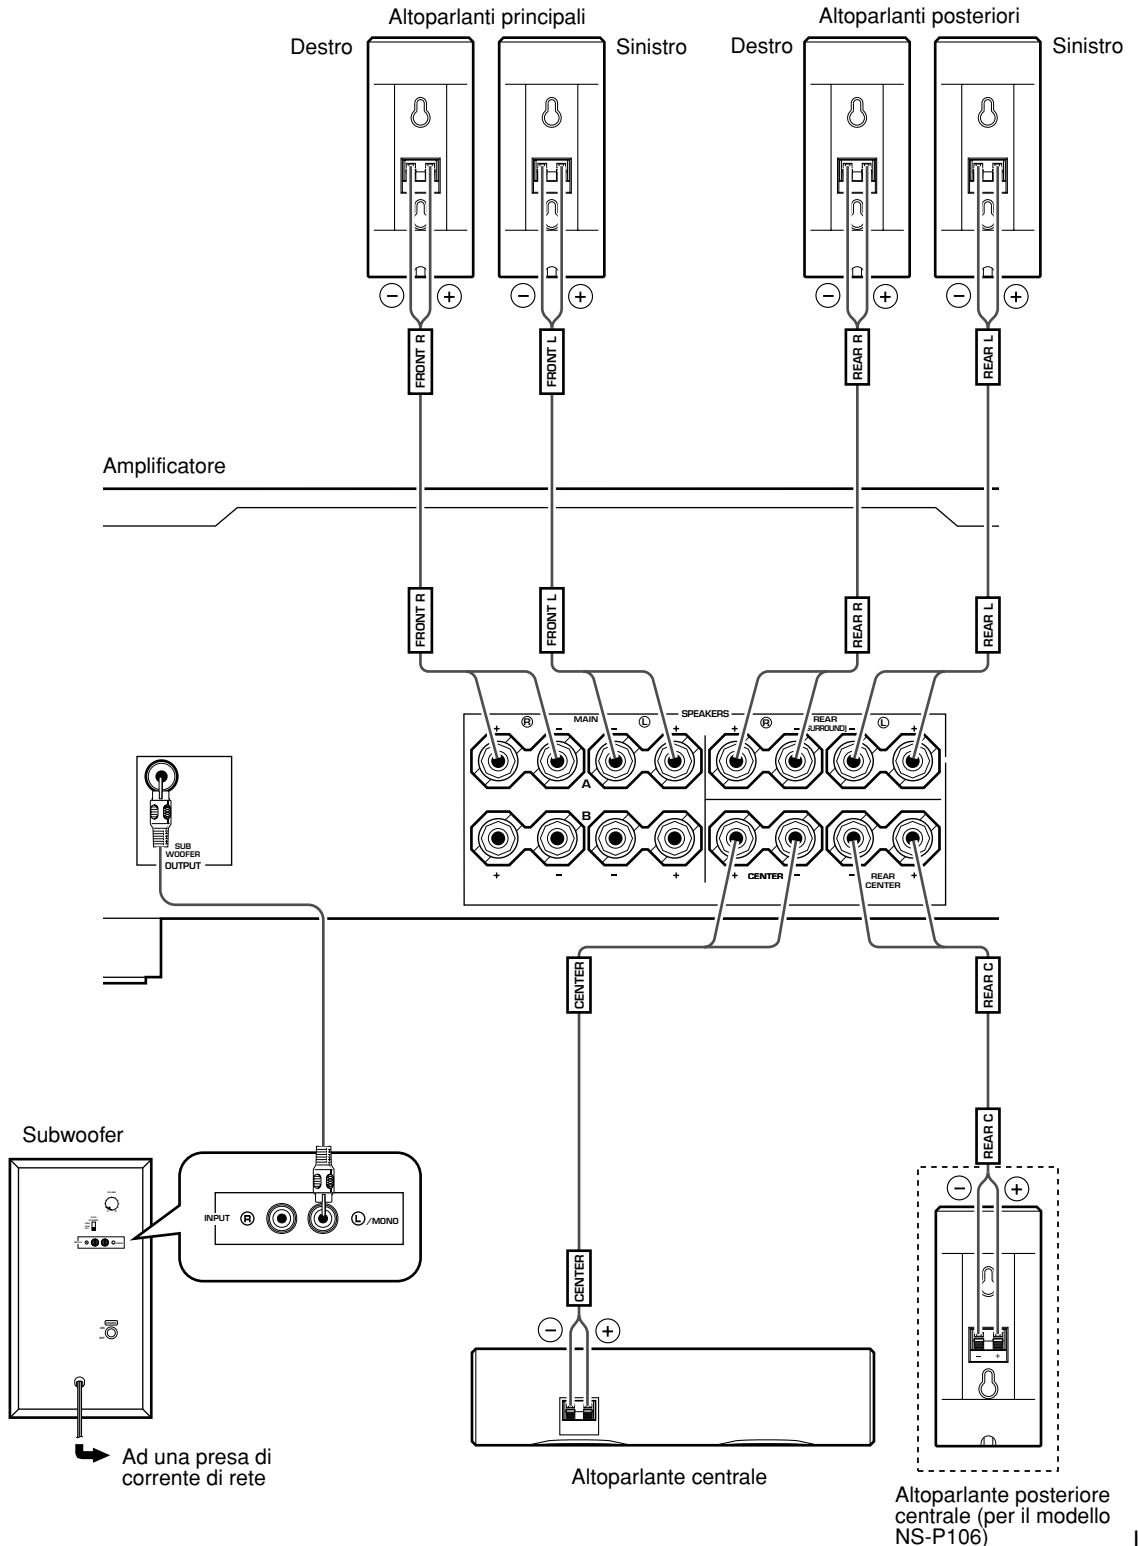 Altoparlanti principali
Altoparlanti posteriori
Destro
Sinistro
Destro
Sinistro
− +
− +
− +
− +
FRONT R
FRONT L
REAR R
REAR L
Amplificatore
FRONT R
FRONT L
REAR R
REAR L
SPEAKERS
R MAIN L
R REAR L
(SURROUND)
+ − − + + − − +
A
B
+ − − + + CENTER − − REAR +
CENTER
SUB
WOOFER
OUTPUT
CENTER
REAR C
REAR C
Subwoofer
INPUT R L /MONO
CENTER
− +
− +
− +
Ad una presa di
corrente di rete
Altoparlante centrale
Altoparlante posteriore
centrale (per il modello
NS-P106)
I